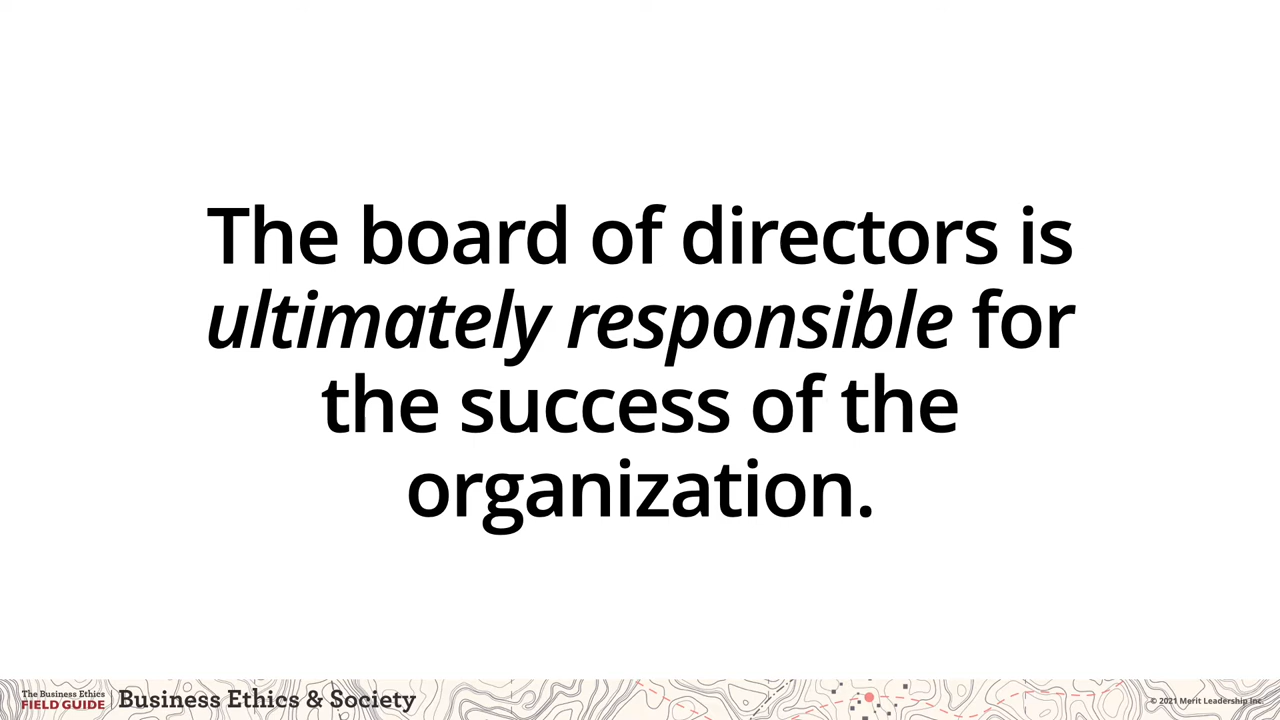 The board of directors is
ultimately responsible for
the success of the
organization.
The Business Ethics
FIELD GUIDE
Business Ethics & Society
© 2021 Merit Leadership Inc.